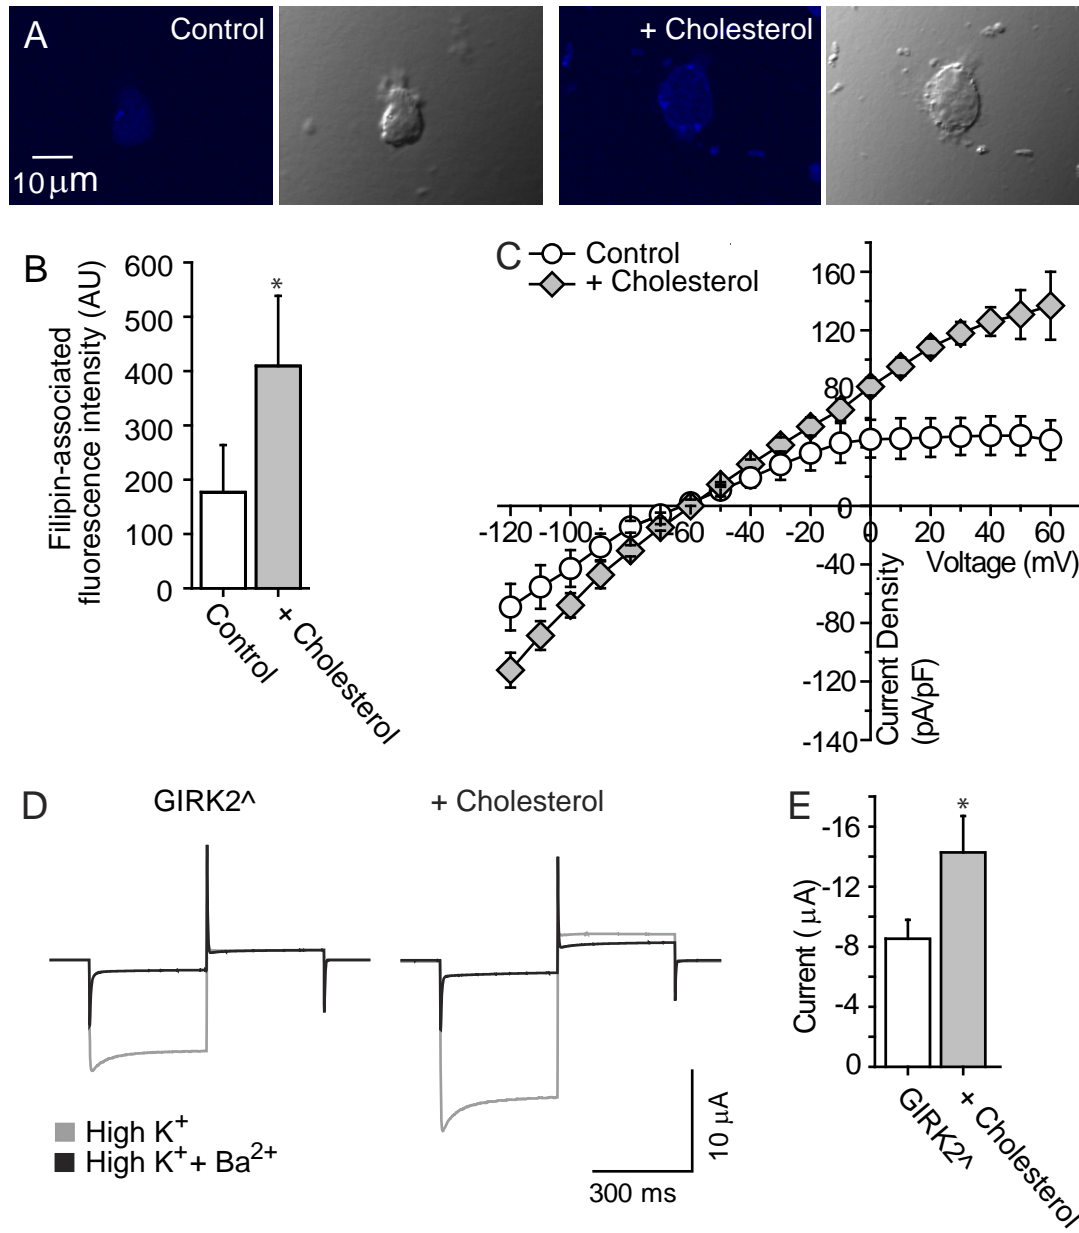 A
Control
+ Cholesterol
10 μm
B
Filipin-associated
fluorescence intensity (AU)
600
500
400
300
200
100
0
*
Control
+ Cholesterol
C
Control
+ Cholesterol
160
120
80
0
-40
-80
-120
-140
-120 -100 -80 -60 -40 -20 0 20 40 60
Voltage (mV)
Current Density
(pA/pF)
D
GIRK2^
+ Cholesterol
High K+
High K+ + Ba2+
10 μA
300 ms
E
Current ( μA)
-16
-12
-8
-4
0
*
GIRK2^
+ Cholesterol